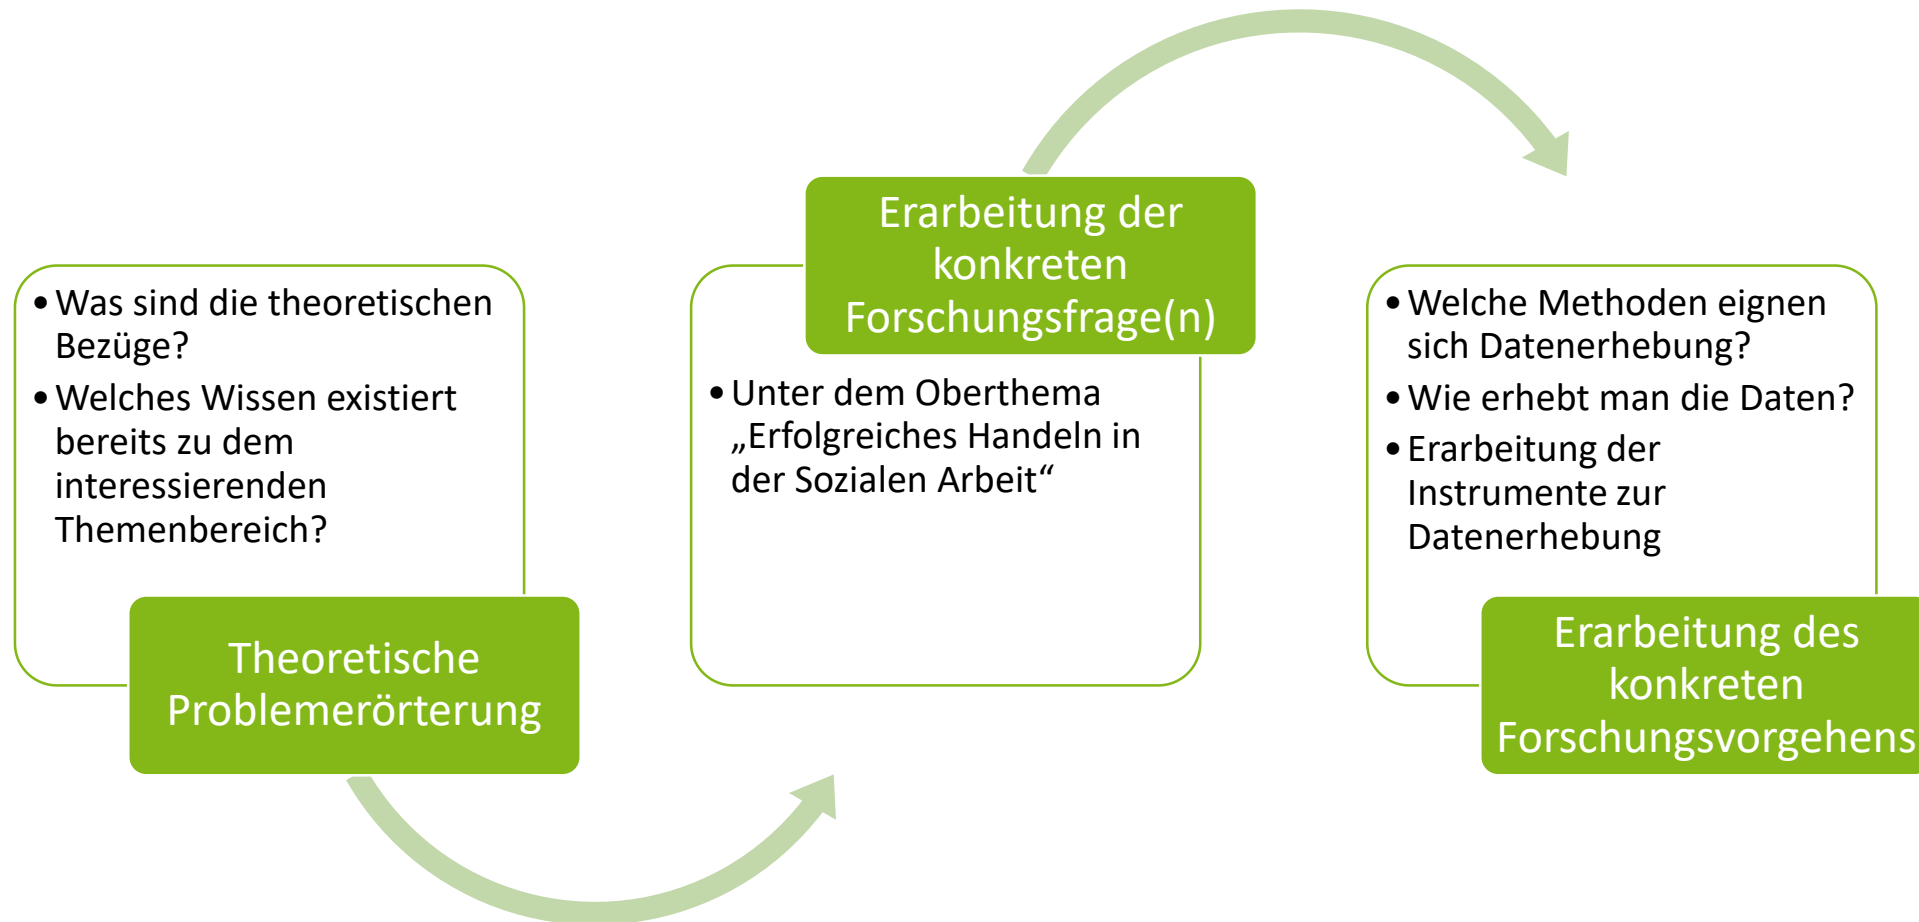 • Was sind die theoretischen
Bezüge?
• Welches Wissen existiert
bereits zu dem
interessierenden
Themenbereich?
Theoretische
Problemerörterung
Erarbeitung der
konkreten
Forschungsfrage(n)
• Unter dem Oberthema
„Erfolgreiches Handeln in
der Sozialen Arbeit“
• Welche Methoden eignen
sich Datenerhebung?
• Wie erhebt man die Daten?
• Erarbeitung der
Instrumente zur
Datenerhebung
Erarbeitung des
konkreten
Forschungsvorgehens